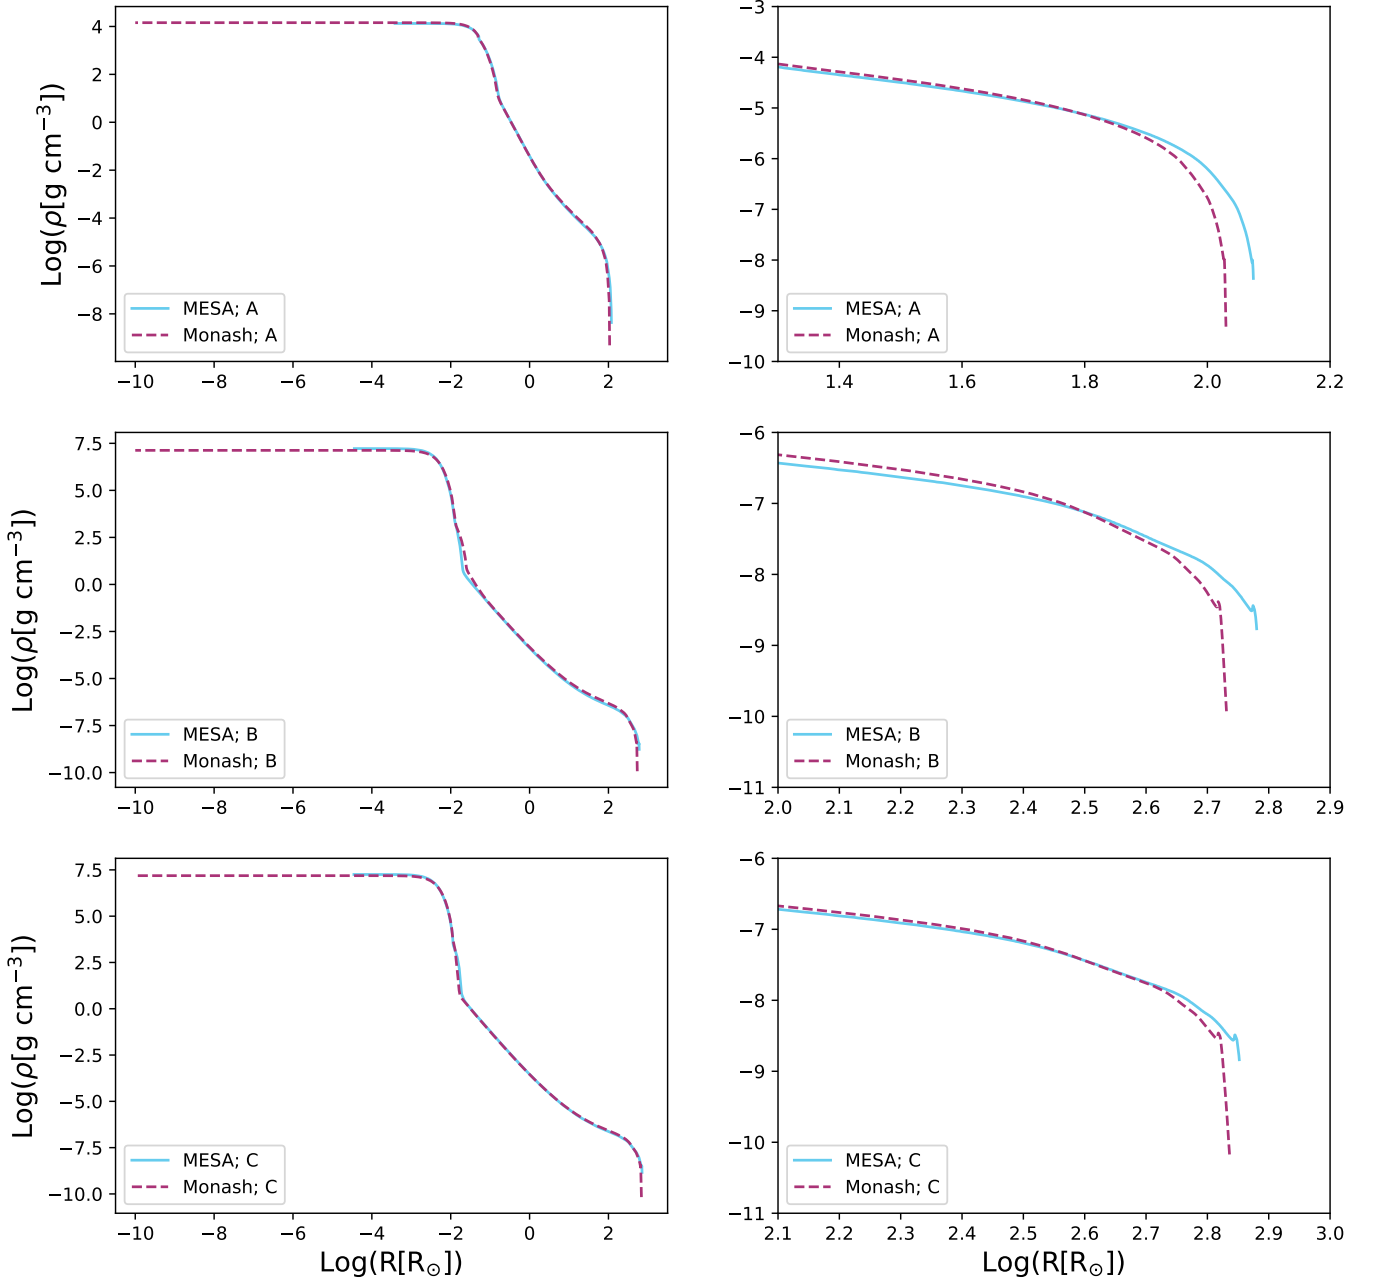 Log(ρ[g cm⁻³])
4
2
0
−2
−4
−6
−8
MESA; A
Monash; A
−10 −8 −6 −4 −2 0 2
−3
−4
−5
−6
−7
−8
−9
−10
MESA; A
Monash; A
1.4 1.6 1.8 2.0 2.2
Log(ρ[g cm⁻³])
7.5
5.0
2.5
0.0
−2.5
−5.0
−7.5
−10.0
MESA; B
Monash; B
−10 −8 −6 −4 −2 0 2
−6
−7
−8
−9
−10
−11
MESA; B
Monash; B
2.0 2.1 2.2 2.3 2.4 2.5 2.6 2.7 2.8 2.9
Log(ρ[g cm⁻³])
7.5
5.0
2.5
0.0
−2.5
−5.0
−7.5
−10.0
MESA; C
Monash; C
−10 −8 −6 −4 −2 0 2
Log(R[R☉])
−6
−7
−8
−9
−10
−11
MESA; C
Monash; C
2.1 2.2 2.3 2.4 2.5 2.6 2.7 2.8 2.9 3.0
Log(R[R☉])